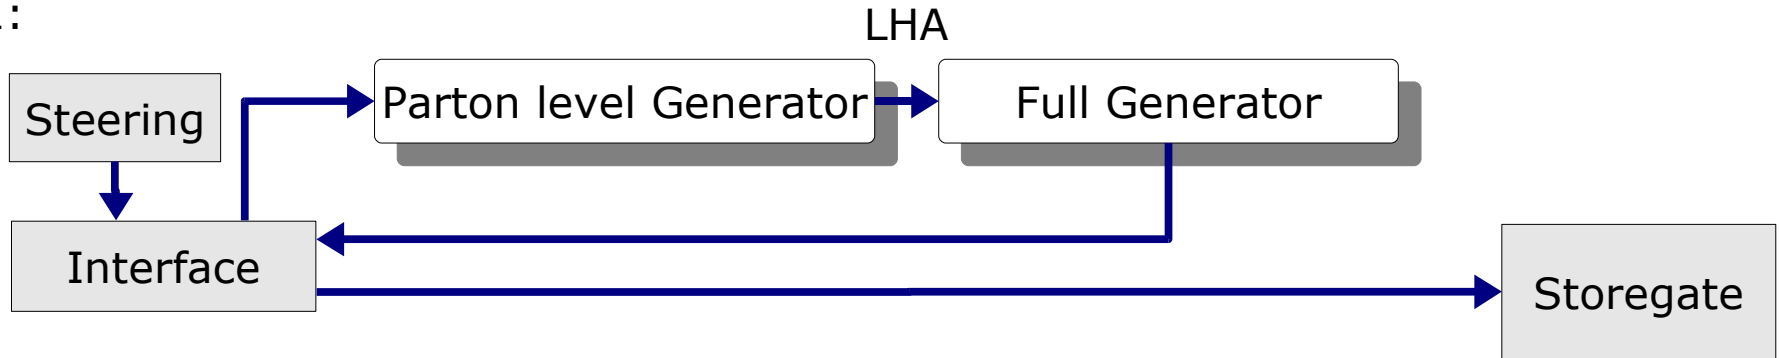 LHA
Steering
Parton level Generator
Full Generator
Interface
Storegate